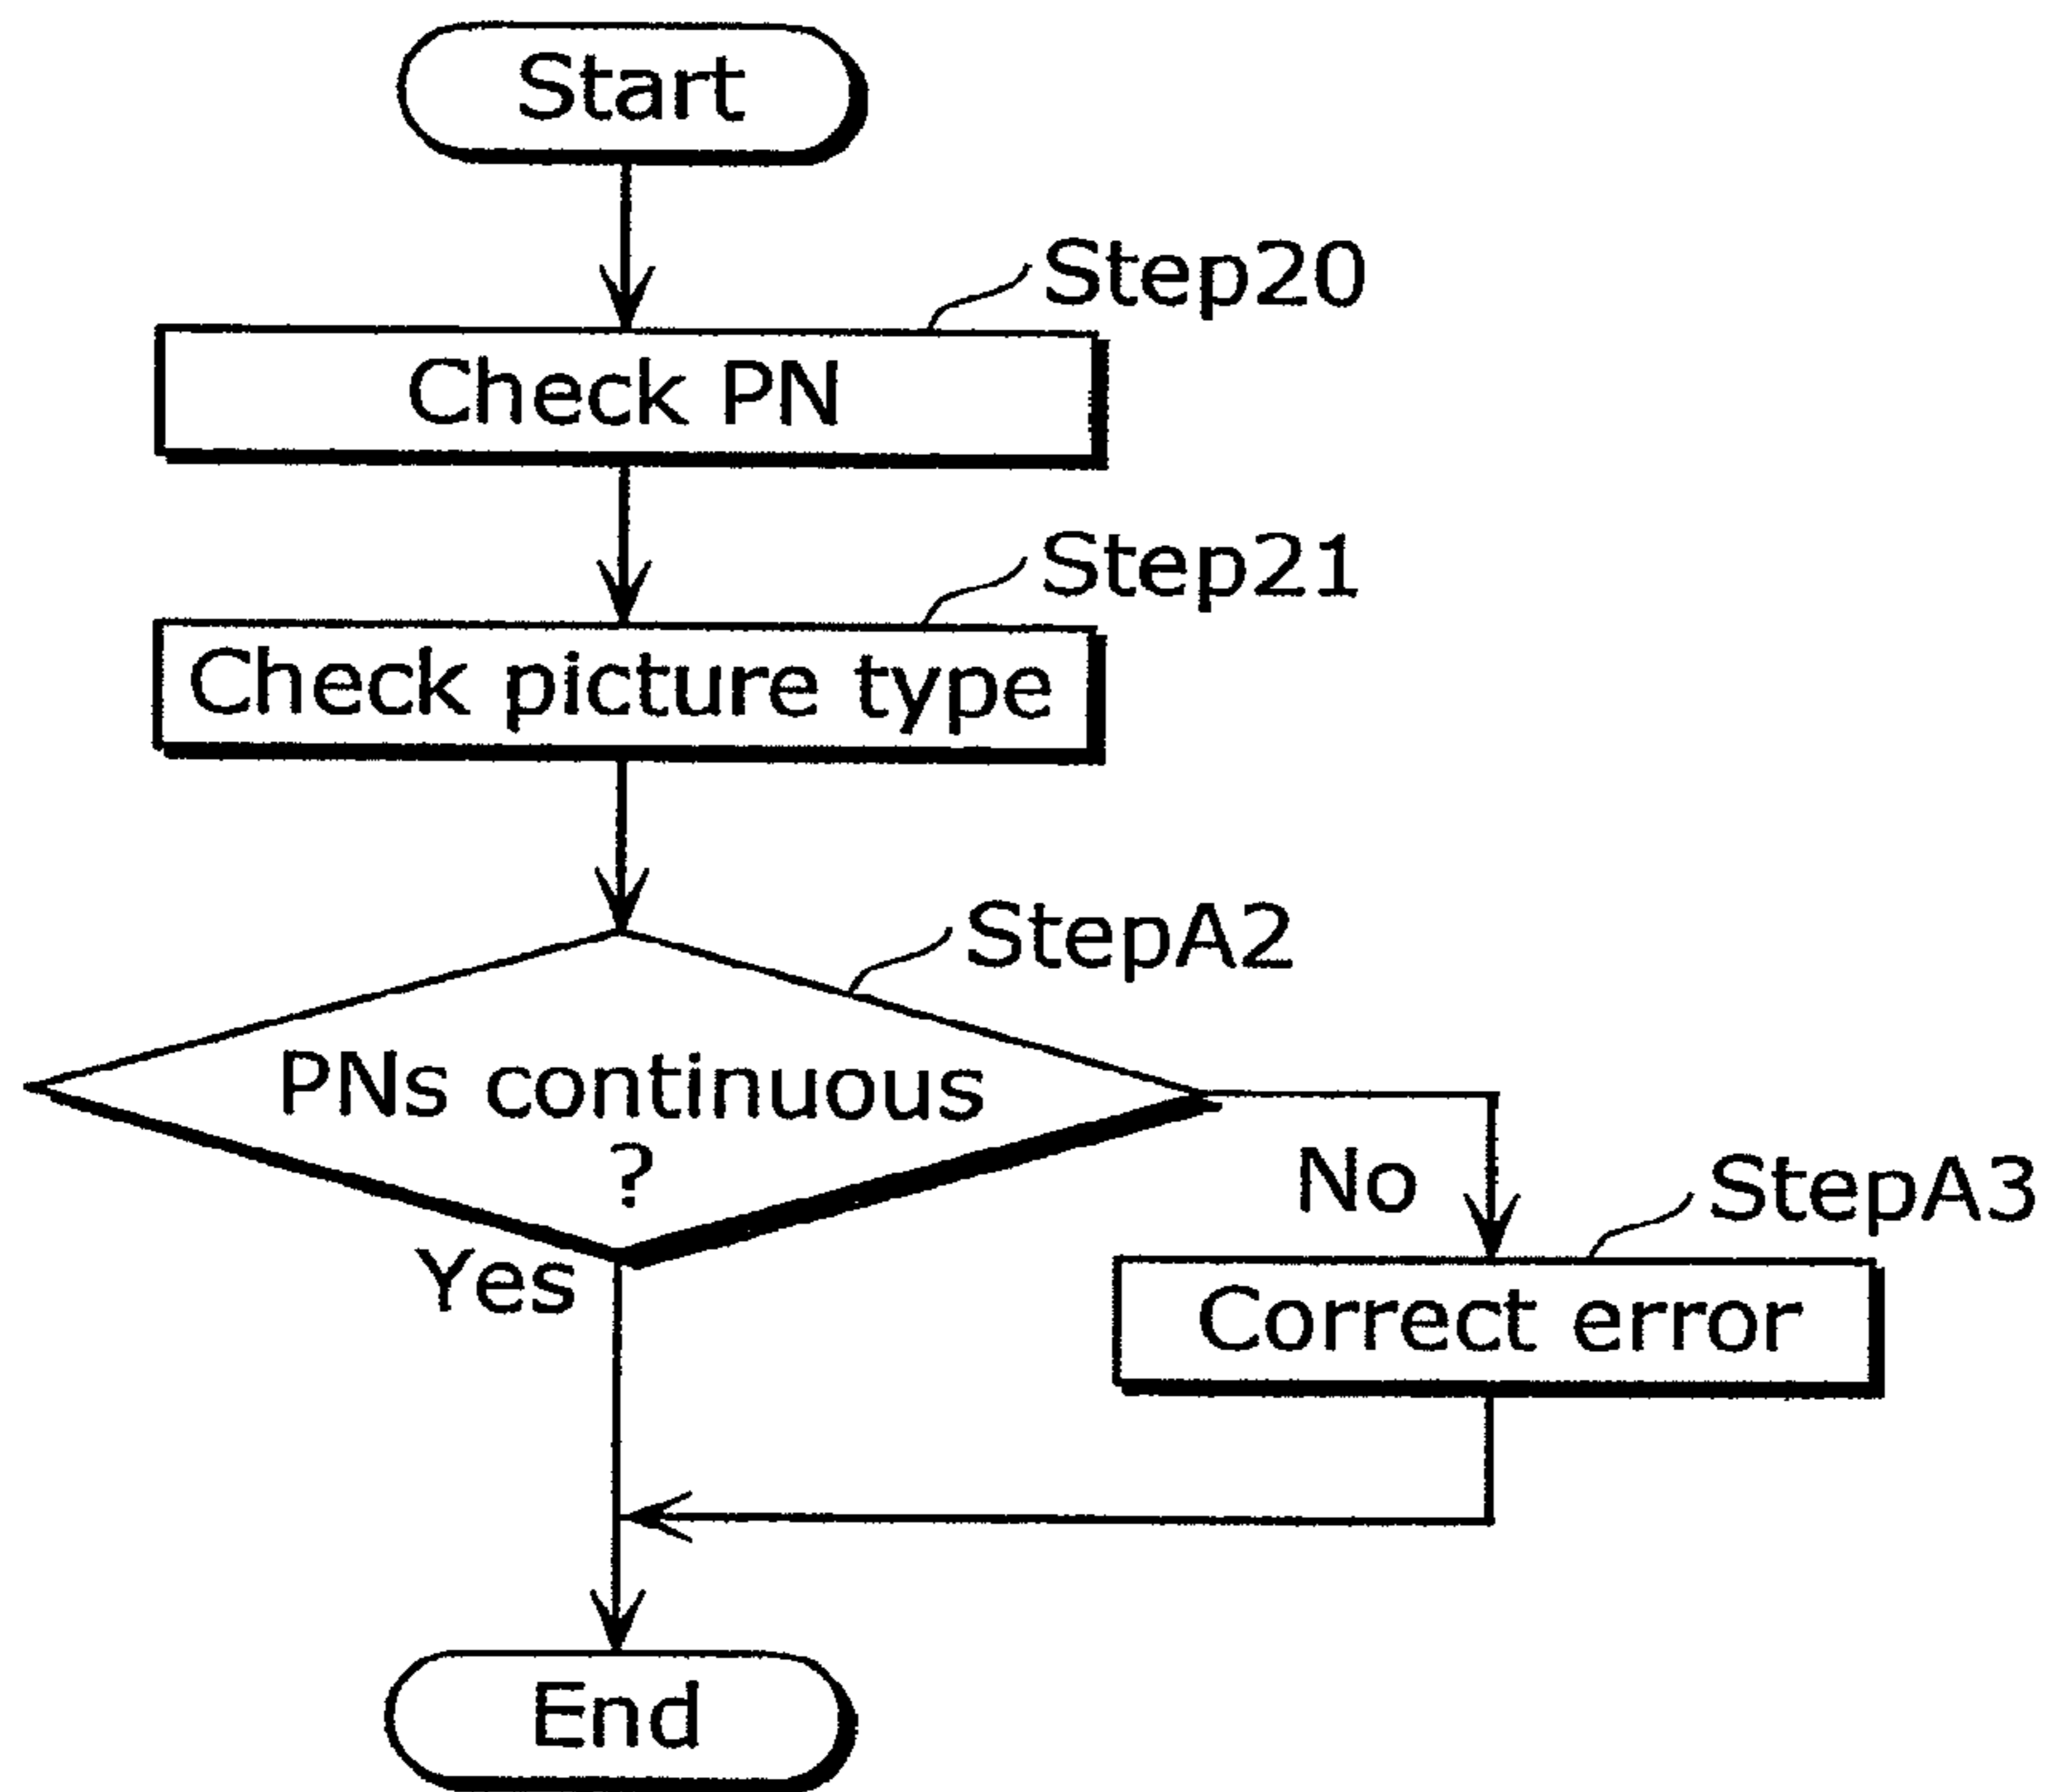 Start
Step20
Check PN
Step21
Check picture type
StepA2
PNs continuous
?
No
StepA3
Yes
Correct error
End